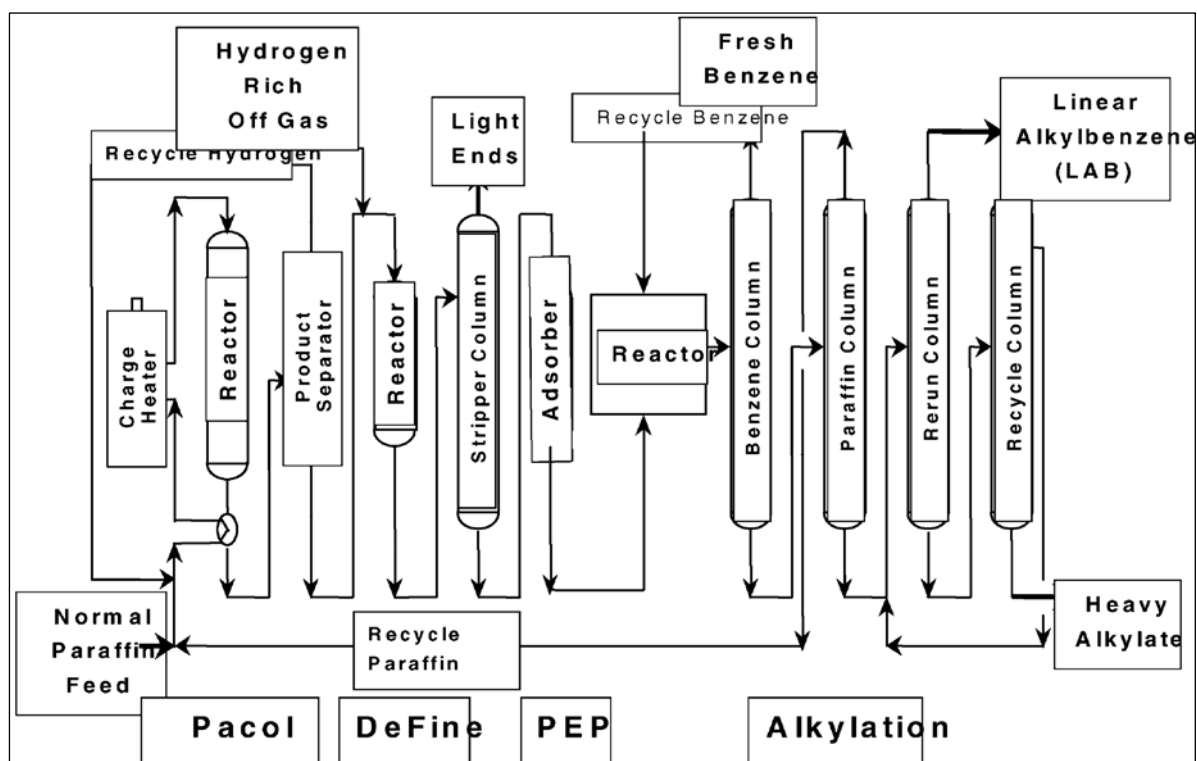 Hydrogen
Rich
Off Gas
Recycle Hydrogen
Light
Ends
Fresh
Benzene
Recycle Benzene
Linear
Alkylbenzene
(LAB)
Charge
Heater
Reactor
Product
Separator
Reactor
Stripper Column
Adsorber
Reactor
Benzene Column
Paraffin Column
Rerun Column
Recycle Column
Normal
Paraffin
Feed
Recycle
Paraffin
Heavy
Alkylate
Pacol
DeFine
PEP
Alkylation